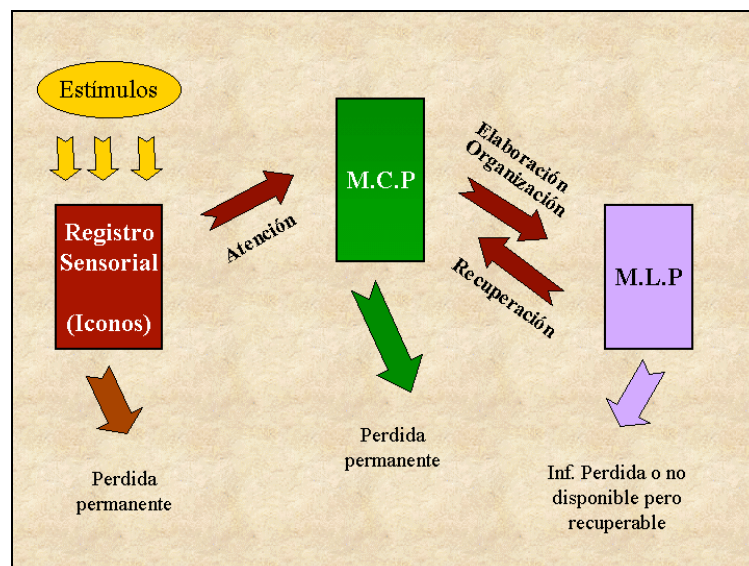 Estímulos
Registro
Sensorial
(Iconos)
Atención
M.C.P
Elaboración
Organización
Recuperación
M.L.P
Perdida
permanente
Perdida
permanente
Inf. Perdida o no
disponible pero
recuperable